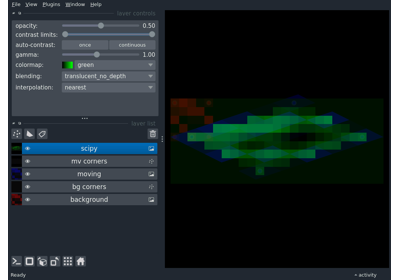 File View Plugins Window Help
layer controls
opacity: 0.50
contrast limits:
auto-contrast: once continuous
gamma: 1.00
colormap: green
blending: translucent_no_depth
interpolation: nearest
layer list
scipy
mv corners
moving
bg corners
background
Ready
activity